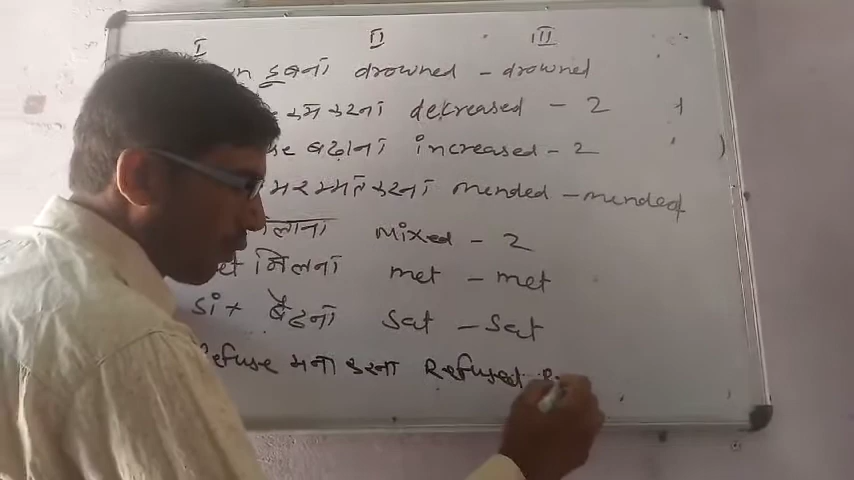 I II III
डुबना drowned - drowned
कम करना decreased - 2
बढ़ाना increased - 2
मरम्मत करना mended - mended
mixed - 2
मिलना met - met
sit बैठना sat - sat
refuse मना करना Refused